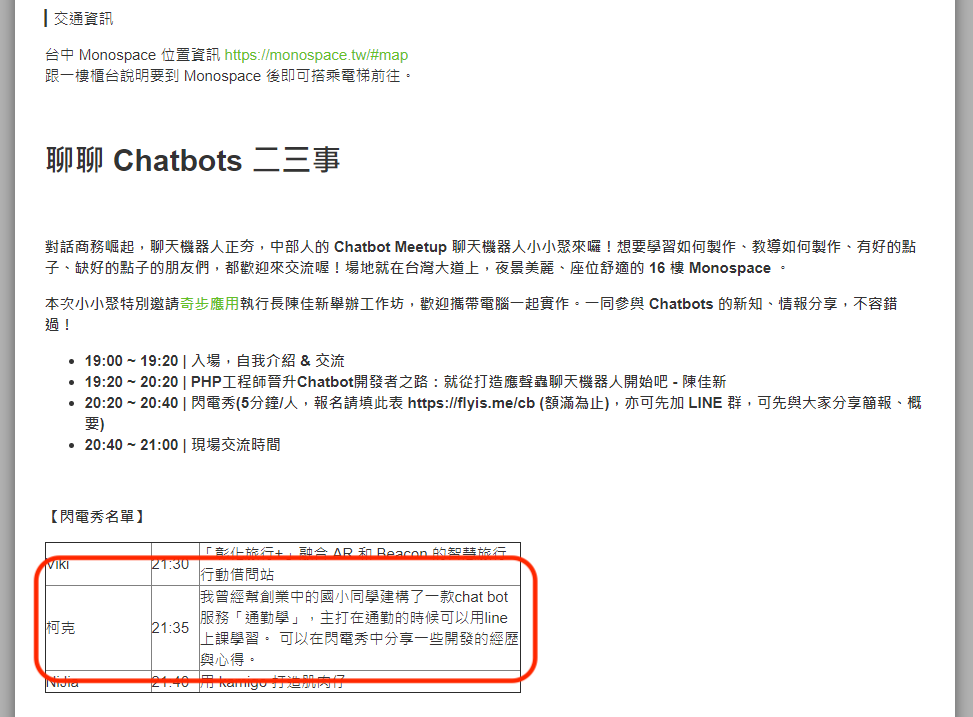 交通資訊
台中 Monospace 位置資訊 https://monospace.tw/#map
跟一樓櫃台說明要到 Monospace 後即可搭乘電梯前往。
聊聊 Chatbots 二三事
對話商務崛起，聊天機器人正夯，中部人的 Chatbot Meetup 聊天機器人小小聚來囉！想要學習如何製作、教導如何製作、有好的點
子、缺好的點子的朋友們，都歡迎來交流喔！場地就在台灣大道上，夜景美麗、座位舒適的 16 樓 Monospace 。
本次小小聚特別邀請奇步應用執行長陳佳新舉辦工作坊，歡迎攜帶電腦一起實作。一同參與 Chatbots 的新知、情報分享，不容錯
過！
19:00 ~ 19:20 | 入場，自我介紹 & 交流
19:20 ~ 20:20 | PHP工程師晉升Chatbot開發者之路：就從打造應聲蟲聊天機器人開始吧 - 陳佳新
20:20 ~ 20:40 | 閃電秀(5分鐘/人，報名請填此表 https://flyis.me/cb (額滿為止)，亦可先加 LINE 群，可先與大家分享簡報、概
要)
20:40 ~ 21:00 | 現場交流時間
【閃電秀名單】
Viki 21:30 「彰化旅行+」融合 AR 和 Beacon 的智慧旅行
行動借問站
柯克 21:35 我曾經幫創業中的國小同學建構了一款chat bot
服務「通勤學」，主打在通勤的時候可以用line
上課學習。 可以在閃電秀中分享一些開發的經歷
與心得。
NiJia 21:40 用 kamigo 打造肌肉仔